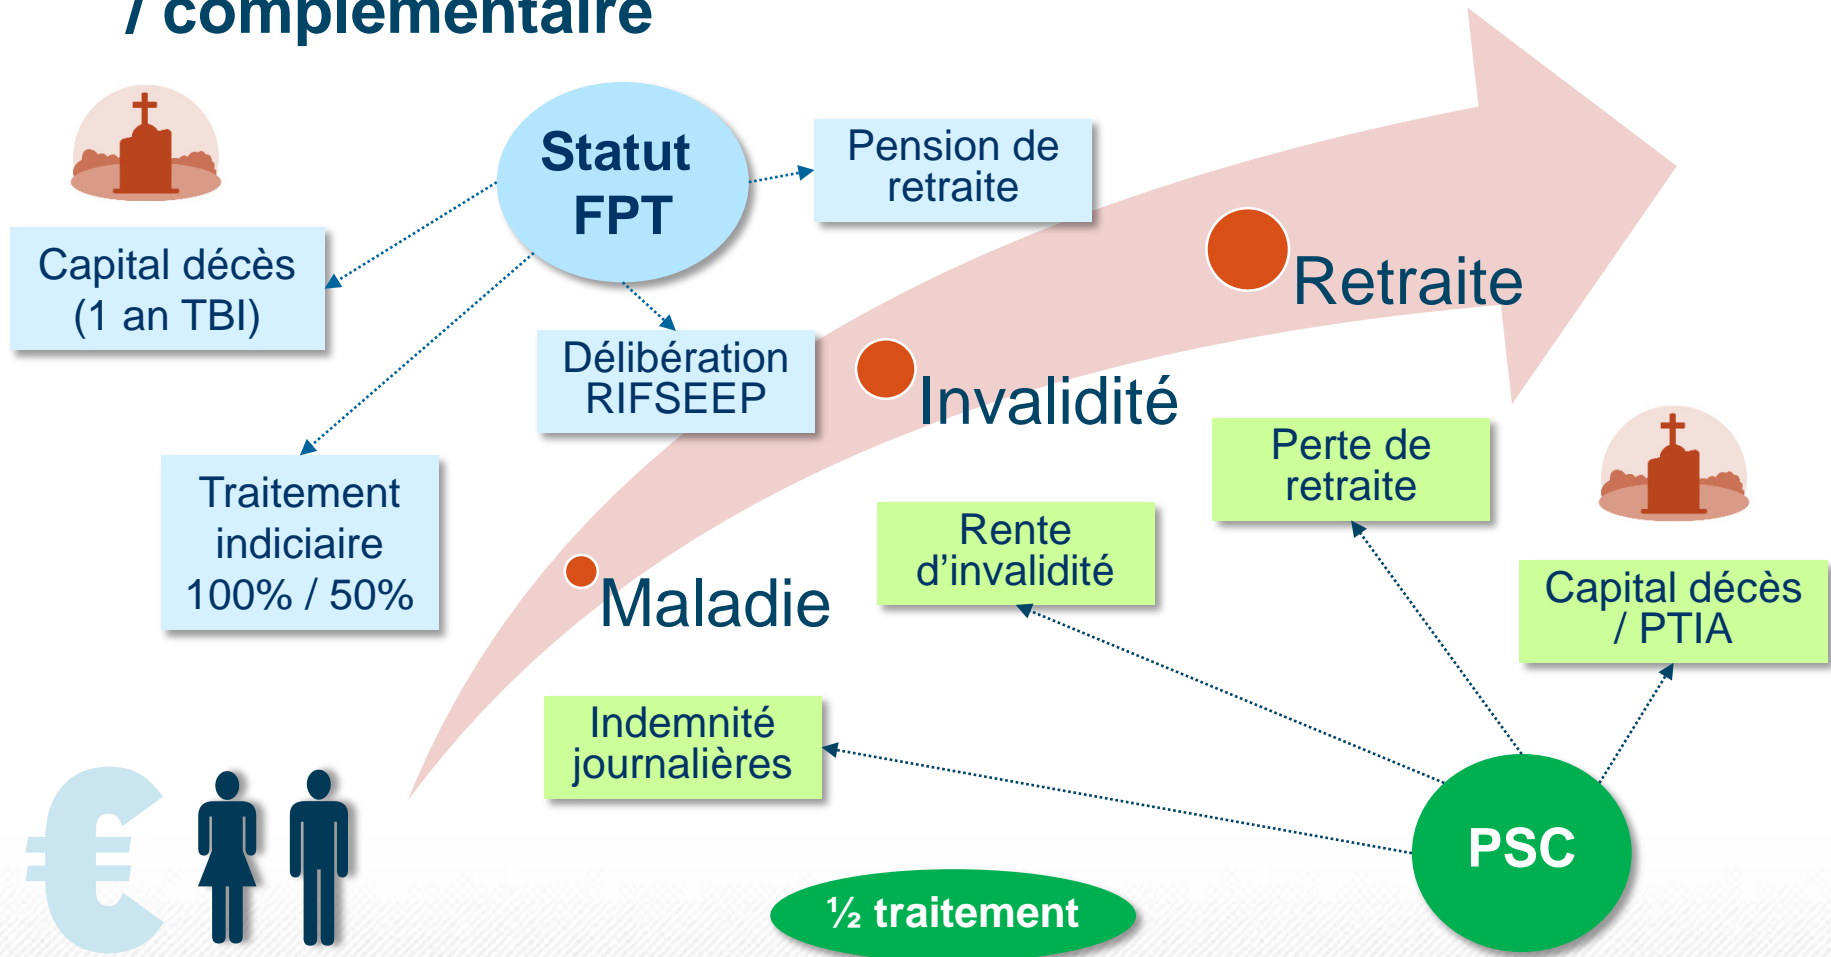 / complémentaire
Statut
FPT
Pension de
retraite
Capital décès
(1 an TBI)
Délibération
RIFSEEP
Traitement
indiciaire
100% / 50%
Retraite
Invalidité
Maladie
Perte de
retraite
Rente
d’invalidité
Capital décès
/ PTIA
Indemnité
journalières
PSC
½ traitement